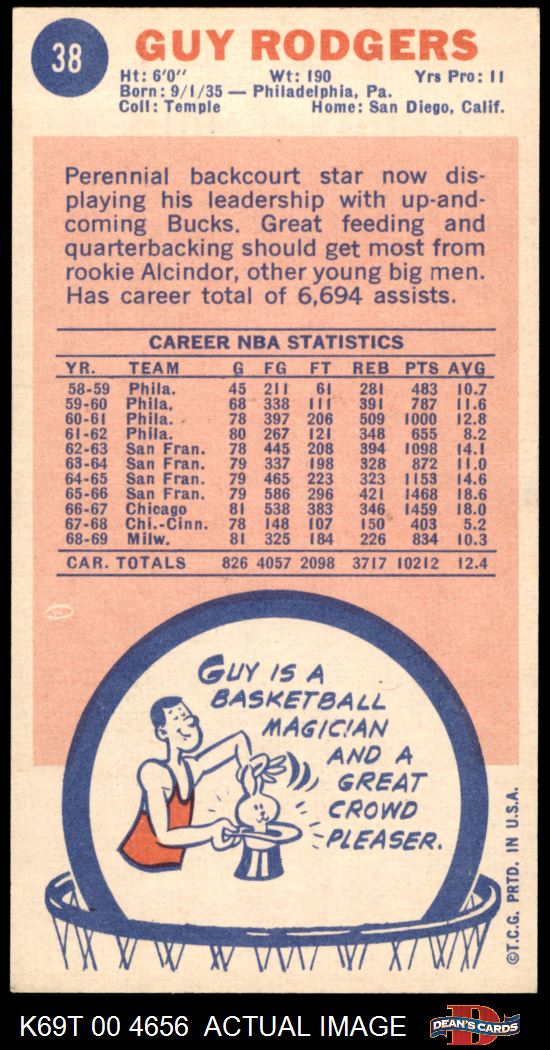 38
GUY RODGERS
Ht: 6'0" Wt: 190 Yrs Pro: 11
Born: 9/1/35 — Philadelphia, Pa.
Coll: Temple Home: San Diego, Calif.
Perennial backcourt star now dis-
playing his leadership with up-and-
coming Bucks. Great feeding and
quarterbacking should get most from
rookie Alcindor, other young big men.
Has career total of 6,694 assists.
CAREER NBA STATISTICS
YR. TEAM G FG FT REB PTS AVG
58-59 Phila. 45 211 61 281 483 10.7
59-60 Phila. 68 338 111 391 787 11.6
60-61 Phila. 78 397 206 509 1000 12.8
61-62 Phila. 80 267 121 348 655 8.2
62-63 San Fran. 78 445 208 394 1098 14.1
63-64 San Fran. 79 337 198 328 872 11.0
64-65 San Fran. 79 465 223 323 1153 14.6
65-66 San Fran. 79 586 296 421 1468 18.6
66-67 Chicago 81 538 383 346 1459 18.0
67-68 Chi.-Cinn. 78 148 107 150 403 5.2
68-69 Milw. 81 325 184 226 834 10.3
CAR. TOTALS 826 4057 2098 3717 10212 12.4
GUY IS A
BASKETBALL
MAGICIAN
AND A
GREAT
CROWD
PLEASER.
©T.C.G. PRTD. IN U.S.A.
K69T 00 4656 ACTUAL IMAGE
D
DEAN'S CARDS